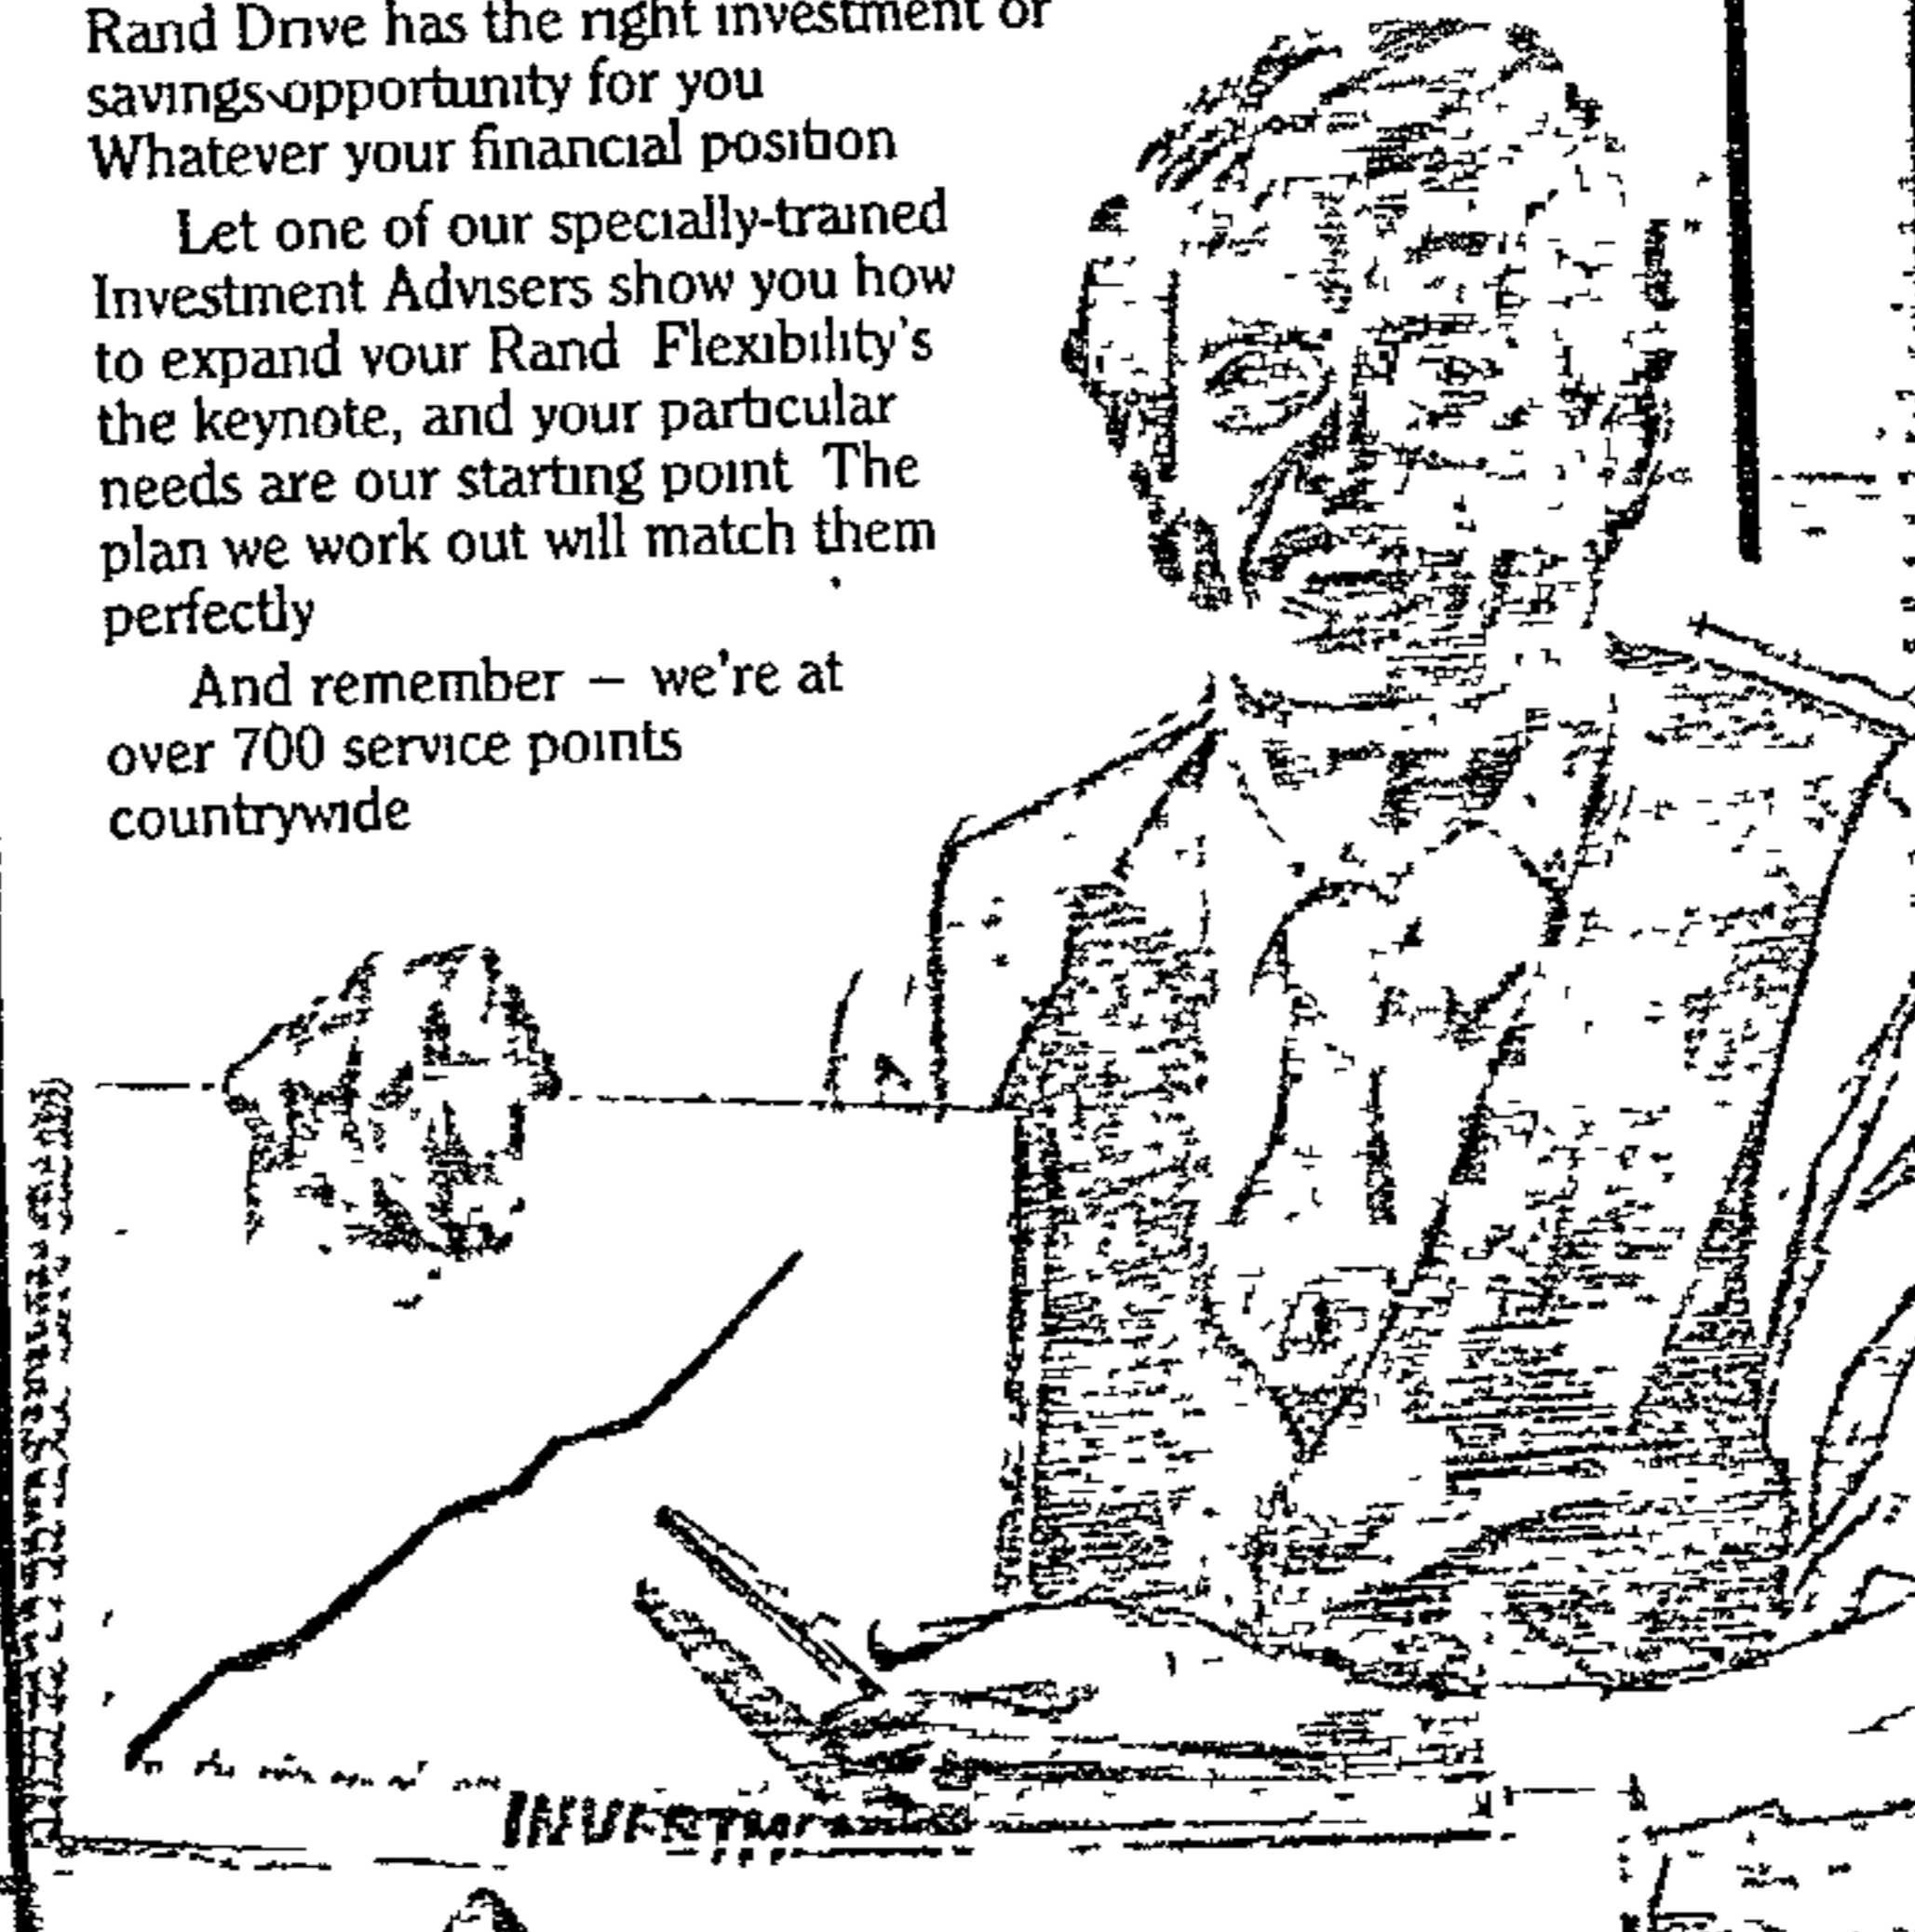 Rand Drive has the right investment or
savings opportunity for you
Whatever your financial position
Let one of our specially-trained
Investment Advisers show you how
to expand your Rand Flexibility's
the keynote, and your particular
needs are our starting point The
plan we work out will match them
perfectly
And remember – we're at
over 700 service points
countrywide